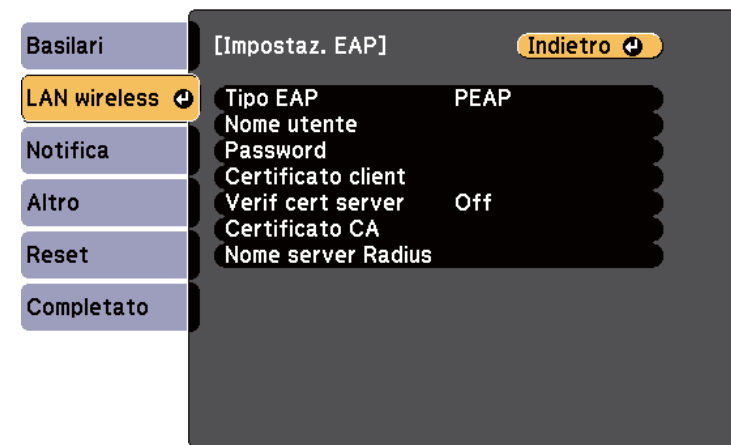 Basilari
LAN wireless
Notifica
Altro
Reset
Completato
[Impostaz. EAP]
Indietro
Tipo EAP PEAP
Nome utente
Password
Certificato client
Verif cert server Off
Certificato CA
Nome server Radius